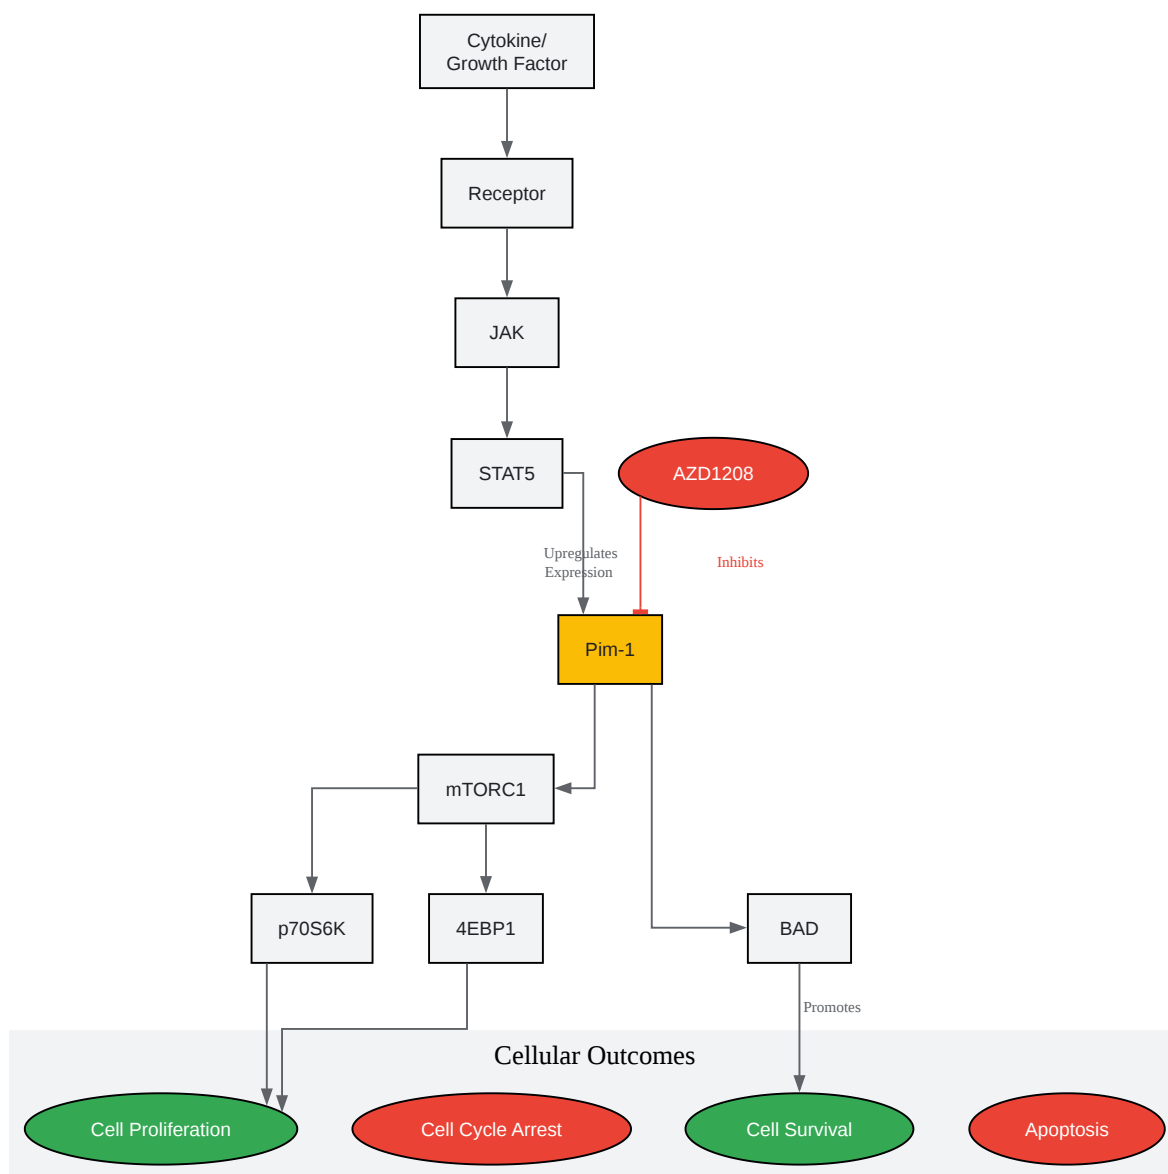 Cytokine/
Growth Factor
Receptor
JAK
STAT5
AZD1208
Upregulates
Expression
Inhibits
Pim-1
mTORC1
p70S6K
4EBP1
BAD
Promotes
Cellular Outcomes
Cell Proliferation
Cell Cycle Arrest
Cell Survival
Apoptosis